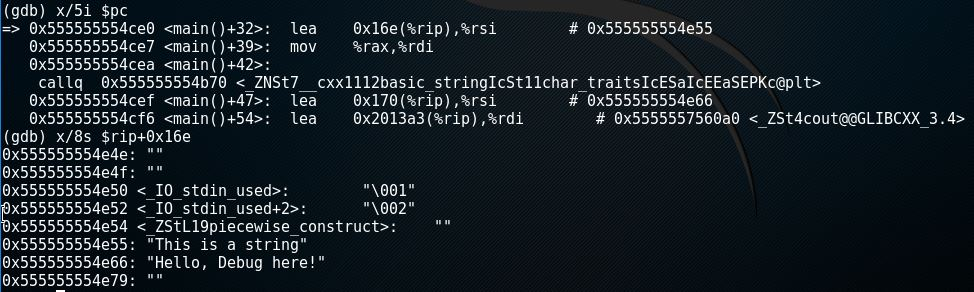 (gdb) x/5i $pc
=> 0x555555554ce0 <main()+32>: lea 0x16e(%rip),%rsi # 0x555555554e55
0x555555554ce7 <main()+39>: mov %rax,%rdi
0x555555554cea <main()+42>:
callq 0x555555554b70 <_ZNSt7__cxx1112basic_stringIcSt11char_traitsIcESaIcEEaSEPKc@plt>
0x555555554cef <main()+47>: lea 0x170(%rip),%rsi # 0x555555554e66
0x555555554cf6 <main()+54>: lea 0x2013a3(%rip),%rdi # 0x5555557560a0 <_ZSt4cout@@GLIBCXX_3.4>
(gdb) x/8s $rip+0x16e
0x555555554e4e: ""
0x555555554e4f: ""
0x555555554e50 <_IO_stdin_used>: "\001"
0x555555554e52 <_IO_stdin_used+2>: "\002"
0x555555554e54 <_ZStL19piecewise_construct>: ""
0x555555554e55: "This is a string"
0x555555554e66: "Hello, Debug here!"
0x555555554e79: ""